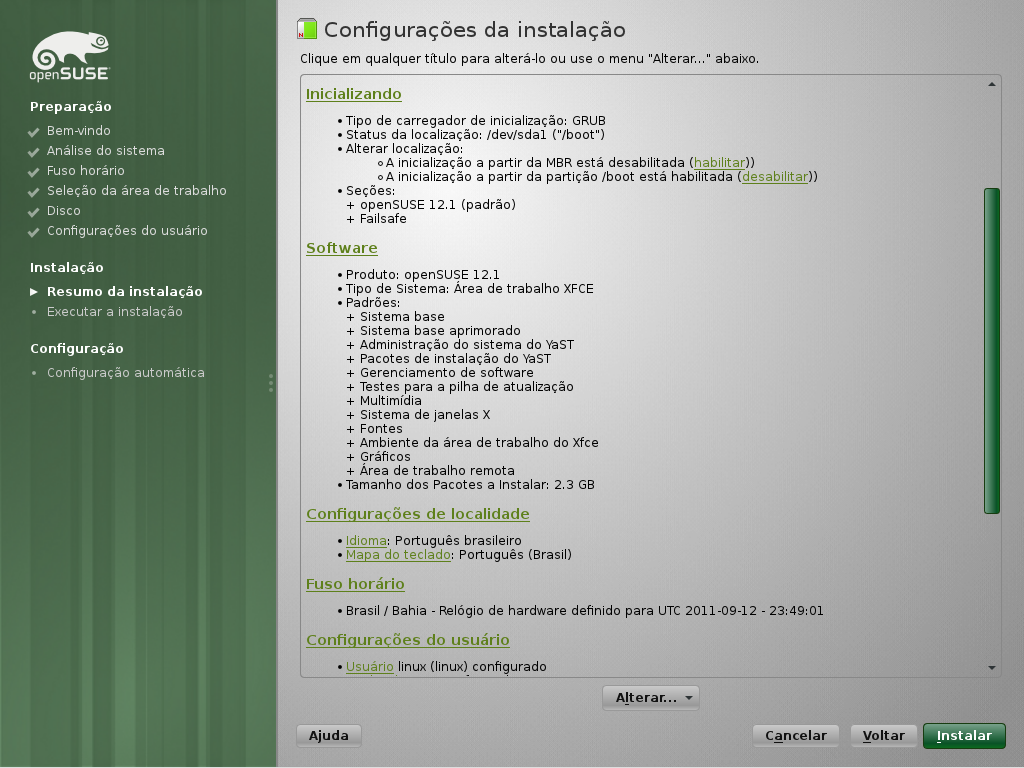 openSUSE
Preparação
Bem-vindo
Análise do sistema
Fuso horário
Seleção da área de trabalho
Disco
Configurações do usuário
Instalação
Resumo da instalação
Executar a instalação
Configuração
Configuração automática
Configurações da instalação
Clique em qualquer título para alterá-lo ou use o menu "Alterar..." abaixo.
Inicializando
• Tipo de carregador de inicialização: GRUB
• Status da localização: /dev/sda1 ("/boot")
• Alterar localização:
○ A inicialização a partir da MBR está desabilitada (habilitar))
○ A inicialização a partir da partição /boot está habilitada (desabilitar))
• Seções:
+ openSUSE 12.1 (padrão)
+ Failsafe
Software
• Produto: openSUSE 12.1
• Tipo de Sistema: Área de trabalho XFCE
• Padrões:
+ Sistema base
+ Sistema base aprimorado
+ Administração do sistema do YaST
+ Pacotes de instalação do YaST
+ Gerenciamento de software
+ Testes para a pilha de atualização
+ Multimídia
+ Sistema de janelas X
+ Fontes
+ Ambiente da área de trabalho do Xfce
+ Gráficos
+ Área de trabalho remota
• Tamanho dos Pacotes a Instalar: 2.3 GB
Configurações de localidade
• Idioma: Português brasileiro
• Mapa do teclado: Português (Brasil)
Fuso horário
• Brasil / Bahia - Relógio de hardware definido para UTC 2011-09-12 - 23:49:01
Configurações do usuário
• Usuário linux (linux) configurado
Alterar...
Ajuda
Cancelar
Voltar
Instalar